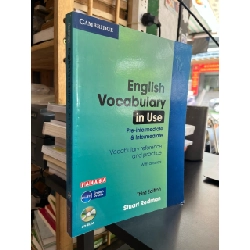 CAMBRIDGE
English
Vocabulary
in Use
Pre-intermediate
& Intermediate
Vocabulary reference
and practice
With answers
Third Edition
Stuart Redman